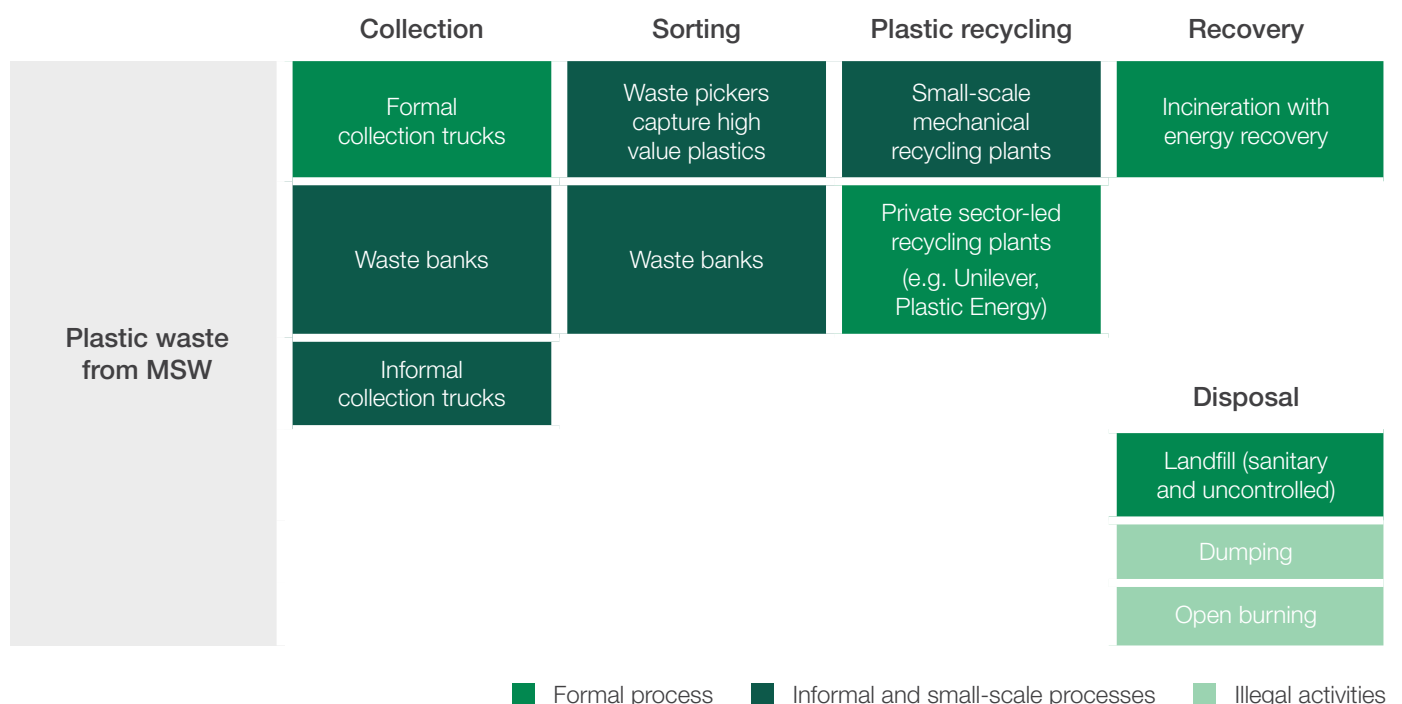 Collection
Sorting
Plastic recycling
Recovery
Plastic waste
from MSW
Formal
collection trucks
Waste pickers
capture high
value plastics
Small-scale
mechanical
recycling plants
Incineration with
energy recovery
Waste banks
Waste banks
Private sector-led
recycling plants
(e.g. Unilever,
Plastic Energy)
Informal
collection trucks
Disposal
Landfill (sanitary
and uncontrolled)
Dumping
Open burning
Formal process
Informal and small-scale processes
Illegal activities